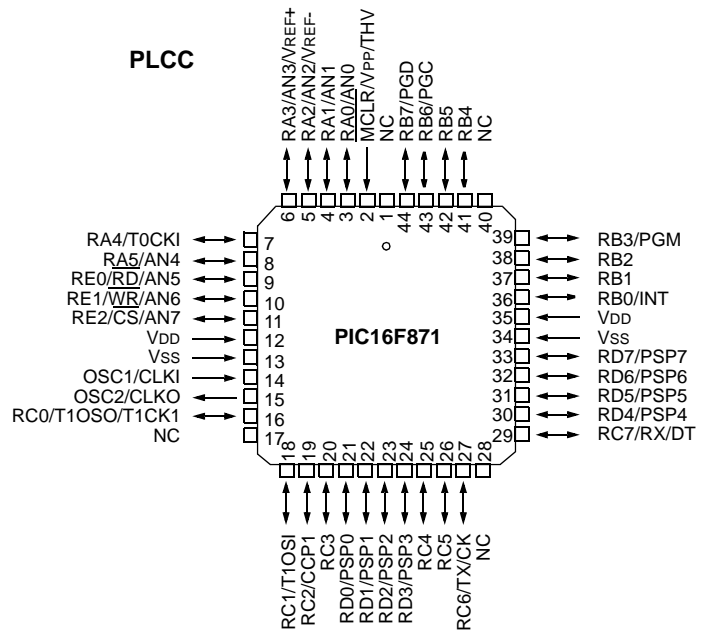 PLCC
RA3/AN3/VREF+
RA2/AN2/VREF-
RA1/AN1
RA0/AN0
MCLR/VPP/THV
NC
RB7/PGD
RB6/PGC
RB5
RB4
NC
6
5
4
3
2
1
44
43
42
41
40
RA4/T0CKI 7
RA5/AN4 8
RE0/RD/AN5 9
RE1/WR/AN6 10
RE2/CS/AN7 11
VDD 12
VSS 13
OSC1/CLKI 14
OSC2/CLKO 15
RC0/T1OSO/T1CK1 16
NC 17
PIC16F871
39 RB3/PGM
38 RB2
37 RB1
36 RB0/INT
35 VDD
34 VSS
33 RD7/PSP7
32 RD6/PSP6
31 RD5/PSP5
30 RD4/PSP4
29 RC7/RX/DT
18
19
20
21
22
23
24
25
26
27
28
RC1/T1OSI
RC2/CCP1
RC3
RD0/PSP0
RD1/PSP1
RD2/PSP2
RD3/PSP3
RC4
RC5
RC6/TX/CK
NC